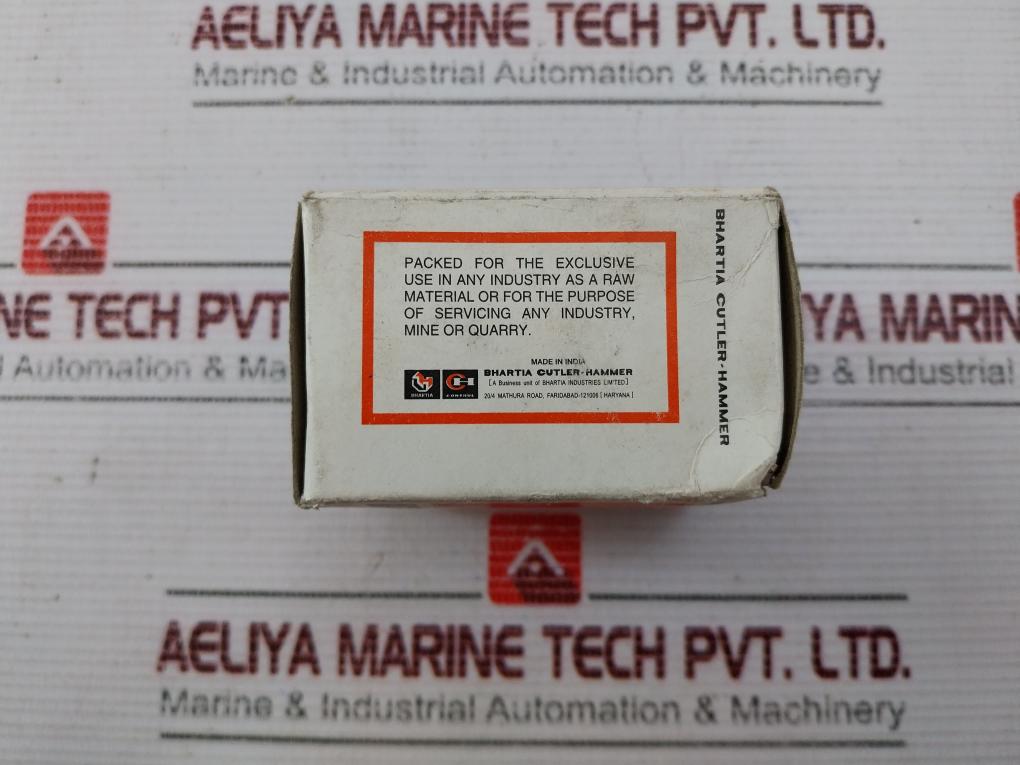 AELIYA MARINE TECH PVT. LTD.
Marine & Industrial Automation & Machinery
NE TECH PVT
YA MARIN
l Automation & Ma
e & Industrial
PACKED FOR THE EXCLUSIVE
USE IN ANY INDUSTRY AS A RAW
MATERIAL OR FOR THE PURPOSE
OF SERVICING ANY INDUSTRY,
MINE OR QUARRY.
MADE IN INDIA
BHARTIA CUTLER-HAMMER
[A Business unit of BHARTIA INDUSTRIES LIMITED]
20/4 MATHURA ROAD, FARIDABAD-121006 [HARYANA]
BHARTIA
CONTROL
BHARTIA CUTLER-HAMMER
AELIYA MARINE TECH PVT. LTD.
Marine & Industrial Automation & Machinery